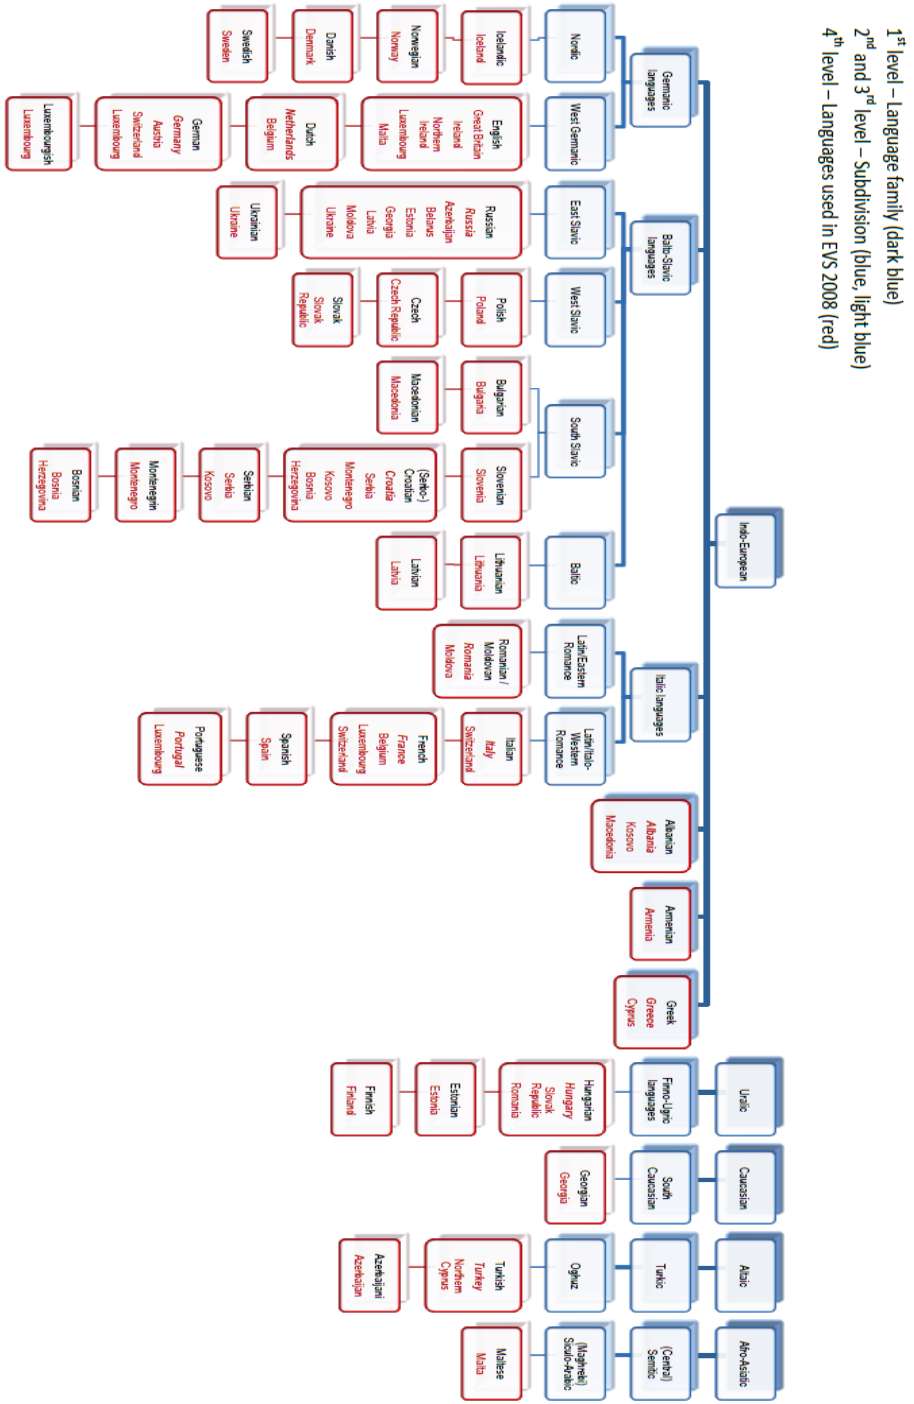 1st level – Language family (dark blue)
2nd and 3rd level – Subdivision (blue, light blue)
4th level – Languages used in EVS 2008 (red)
Indo-European
Germanic
languages
Nordic
Icelandic
Iceland
Norwegian
Norway
Danish
Denmark
Swedish
Sweden
West Germanic
English
Great Britain
Ireland
Northern
Ireland
Luxembourg
Malta
Dutch
Netherlands
Belgium
German
Germany
Austria
Switzerland
Luxembourg
Luxembourgish
Luxembourg
Balto-Slavic
languages
East Slavic
Russian
Russia
Azerbaijan
Belarus
Estonia
Georgia
Latvia
Moldova
Ukraine
Ukrainian
Ukraine
West Slavic
Polish
Poland
Czech
Czech Republic
Slovak
Slovak
Republic
South Slavic
Bulgarian
Bulgaria
Macedonian
Macedonia
Slovenian
Slovenia
(Serbo-)
Croatian
Croatia
Serbia
Montenegro
Kosovo
Bosnia
Herzegovina
Serbian
Serbia
Kosovo
Montenegrin
Montenegro
Bosnian
Bosnia
Herzegovina
Baltic
Lithuanian
Lithuania
Latvian
Latvia
Italic languages
Latin/Eastern
Romance
Romanian /
Moldovan
Romania
Moldova
Latin/Italo-
Western
Romance
Italian
Italy
Switzerland
French
France
Belgium
Luxembourg
Switzerland
Spanish
Spain
Portuguese
Portugal
Luxembourg
Albanian
Albania
Kosovo
Macedonia
Armenian
Armenia
Greek
Greece
Cyprus
Uralic
Finno-Ugric
languages
Hungarian
Hungary
Slovak
Republic
Romania
Estonian
Estonia
Finnish
Finland
Caucasian
South
Caucasian
Georgian
Georgia
Altaic
Turkic
Oghuz
Turkish
Turkey
Northern
Cyprus
Azerbaijani
Azerbaijan
Afro-Asiatic
(Central)
Semitic
(Maghrebi)
Siculo-Arabic
Maltese
Malta